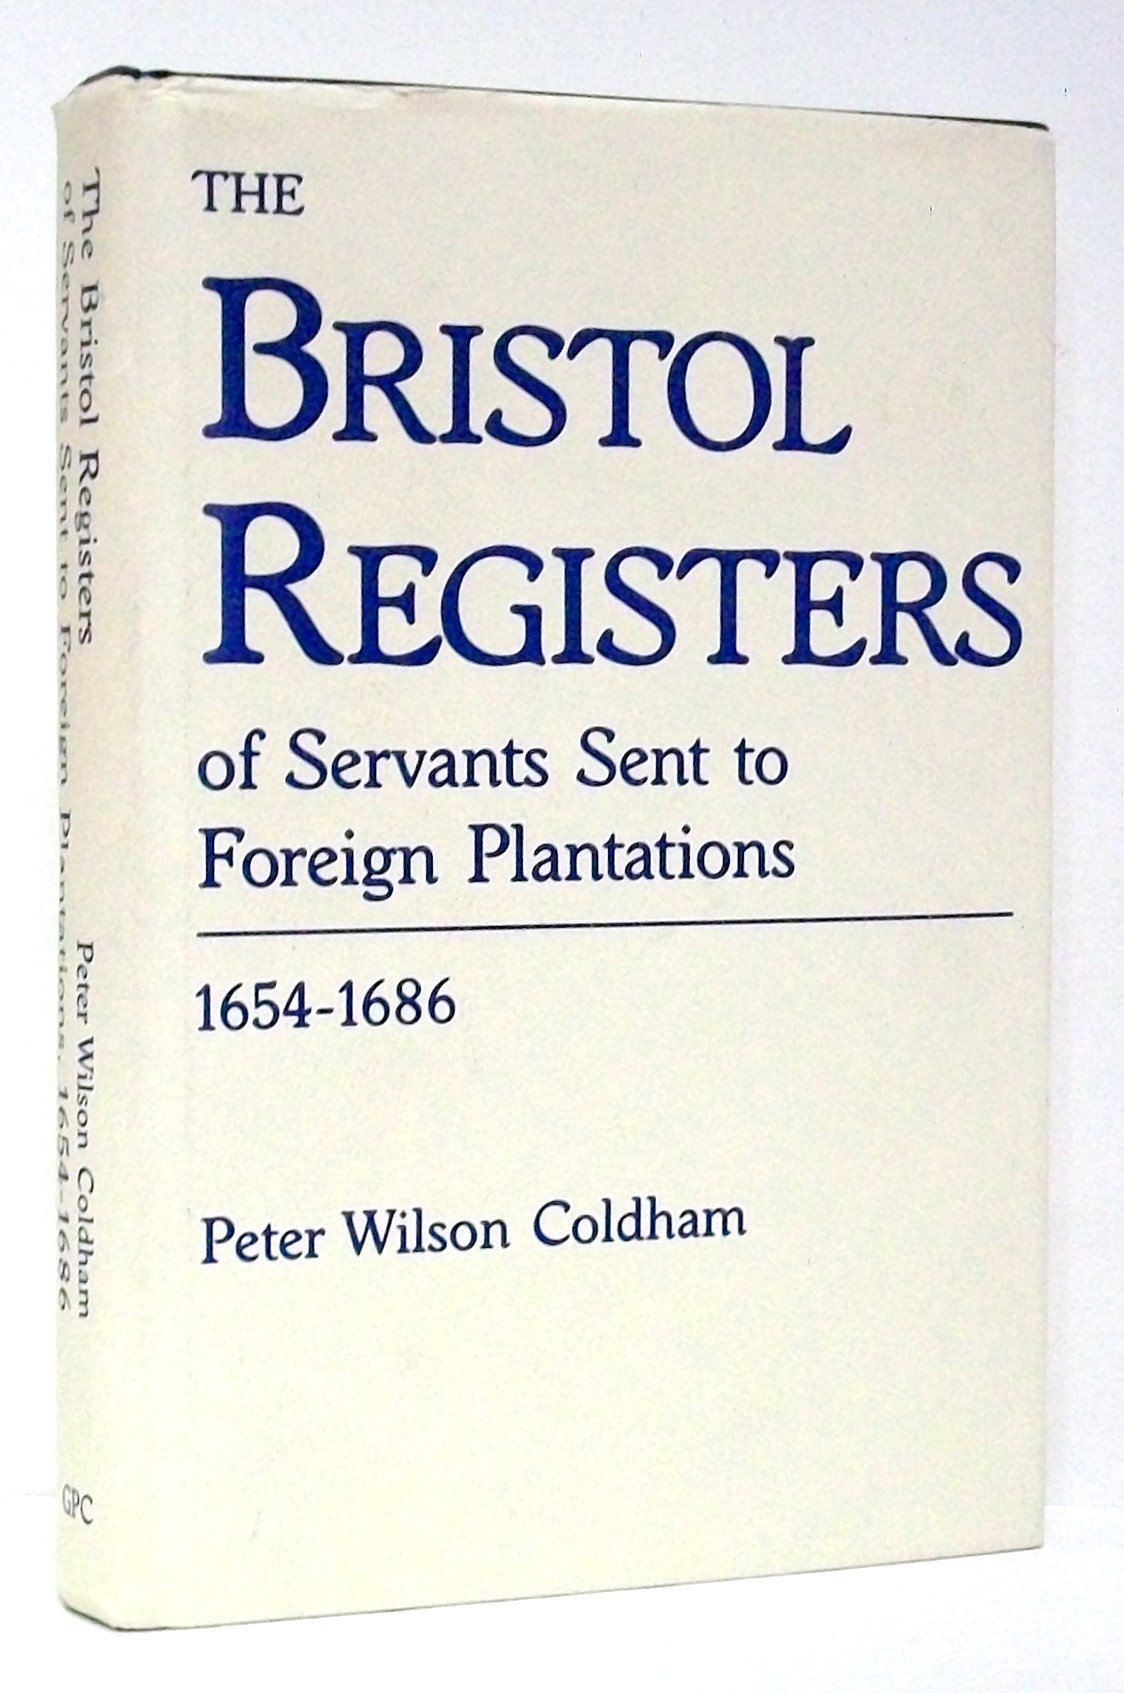 THE
BRISTOL
REGISTERS
of Servants Sent to
Foreign Plantations
1654-1686
Peter Wilson Coldham
The Bristol Registers
of Servants Sent to Foreign Plantations, 1654-1686
Peter Wilson Coldham
GPC